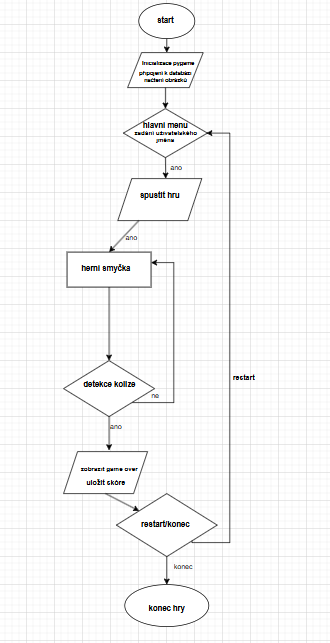 start
Inicializace pygame
připojení k databázi
načtení obrázků
hlavní menu
zadání uživatelského
jména
ano
spustit hru
ano
herní smyčka
detekce kolize
ne
restart
ano
zobrazit game over
uložit skóre
restart/konec
konec
konec hry